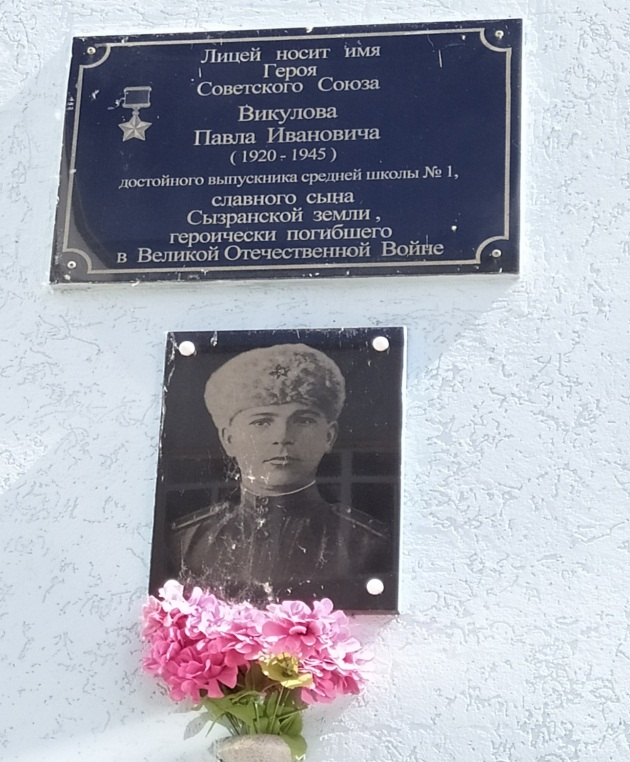 Лицей носит имя
Героя
Советского Союза
Викулова
Павла Ивановича
( 1920 - 1945 )
достойного выпускника средней школы № 1,
славного сына
Сызранской земли ,
героически погибшего
в Великой Отечественной Войне